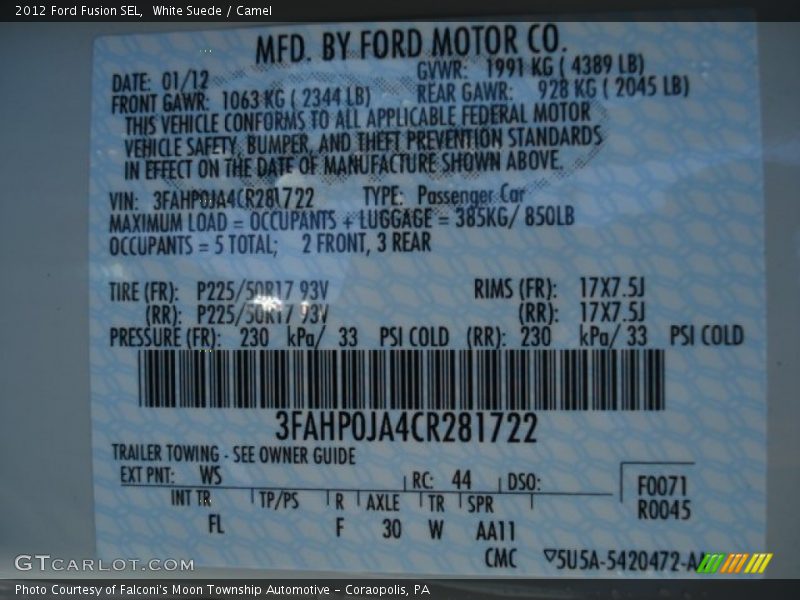 2012 Ford Fusion SEL, White Suede / Camel
MFD. BY FORD MOTOR CO.
DATE: 01/12 GVWR: 1991 KG ( 4389 LB)
FRONT GAWR: 1063 KG ( 2344 LB) REAR GAWR: 928 KG ( 2045 LB)
THIS VEHICLE CONFORMS TO ALL APPLICABLE FEDERAL MOTOR
VEHICLE SAFETY, BUMPER, AND THEFT PREVENTION STANDARDS
IN EFFECT ON THE DATE OF MANUFACTURE SHOWN ABOVE.
VIN: 3FAHP0JA4CR281722 TYPE: Passenger Car
MAXIMUM LOAD = OCCUPANTS + LUGGAGE = 385KG/ 850LB
OCCUPANTS = 5 TOTAL; 2 FRONT, 3 REAR
TIRE (FR): P225/50R17 93V RIMS (FR): 17X7.5J
(RR): P225/50R17 93V (RR): 17X7.5J
PRESSURE (FR): 230 kPa/ 33 PSI COLD (RR): 230 kPa/ 33 PSI COLD
3FAHP0JA4CR281722
TRAILER TOWING - SEE OWNER GUIDE
EXT PNT: WS RC: 44 DSO:
INT TR TP/PS R AXLE TR SPR
FL F 30 W AA11
F0071
R0045
CMC ▽5U5A-5420472-A
GTCARLOT.COM
Photo Courtesy of Falconi's Moon Township Automotive – Coraopolis, PA